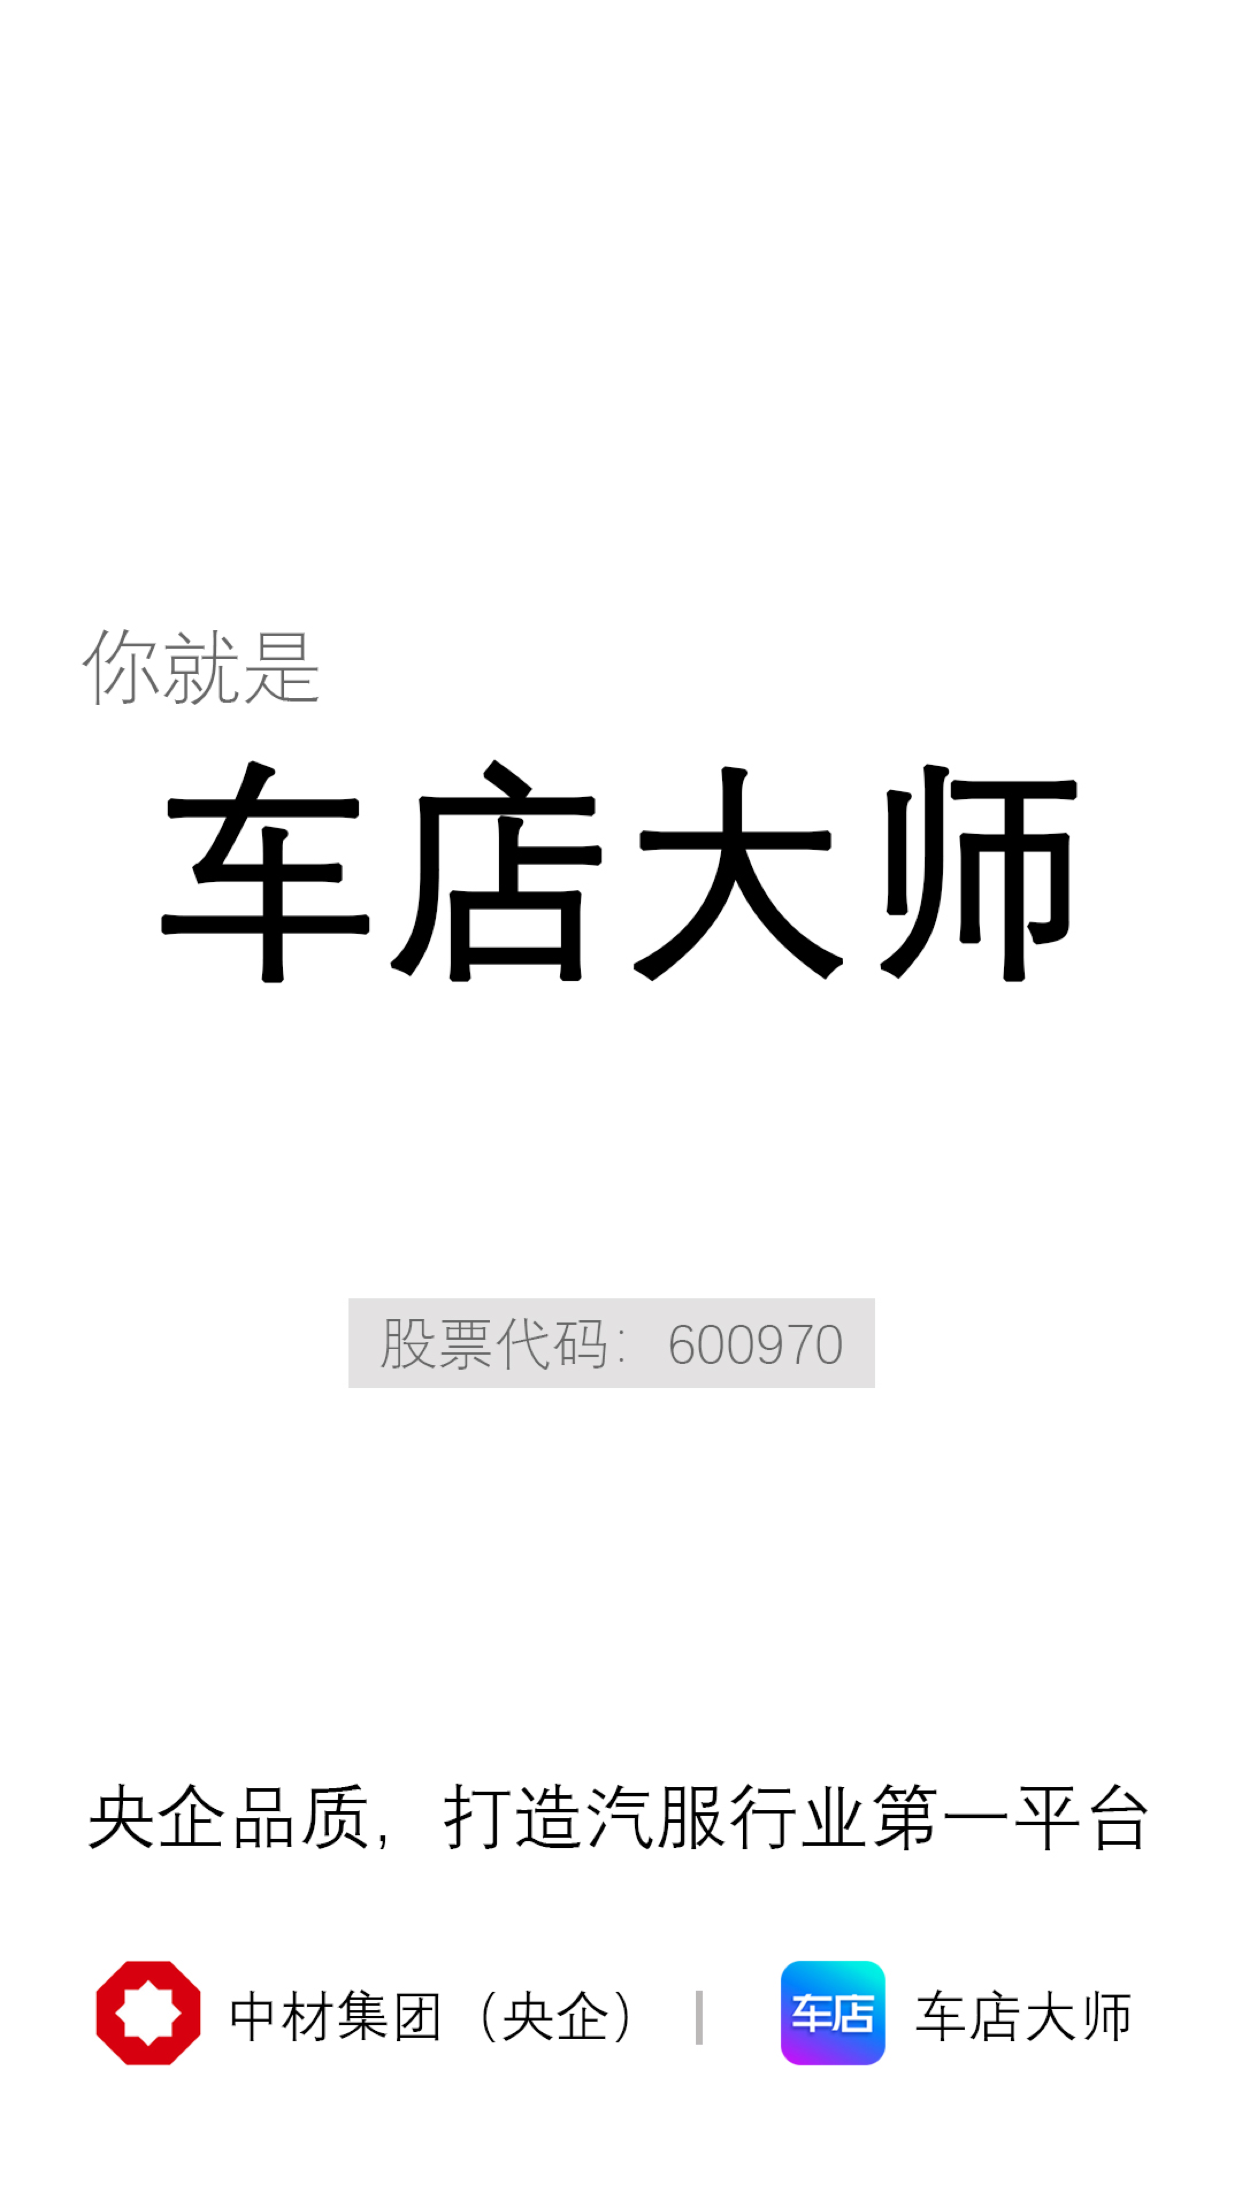 你就是
车店大师
股票代码：600970
央企品质，打造汽服行业第一平台
中材集团（央企） | 车店 车店大师